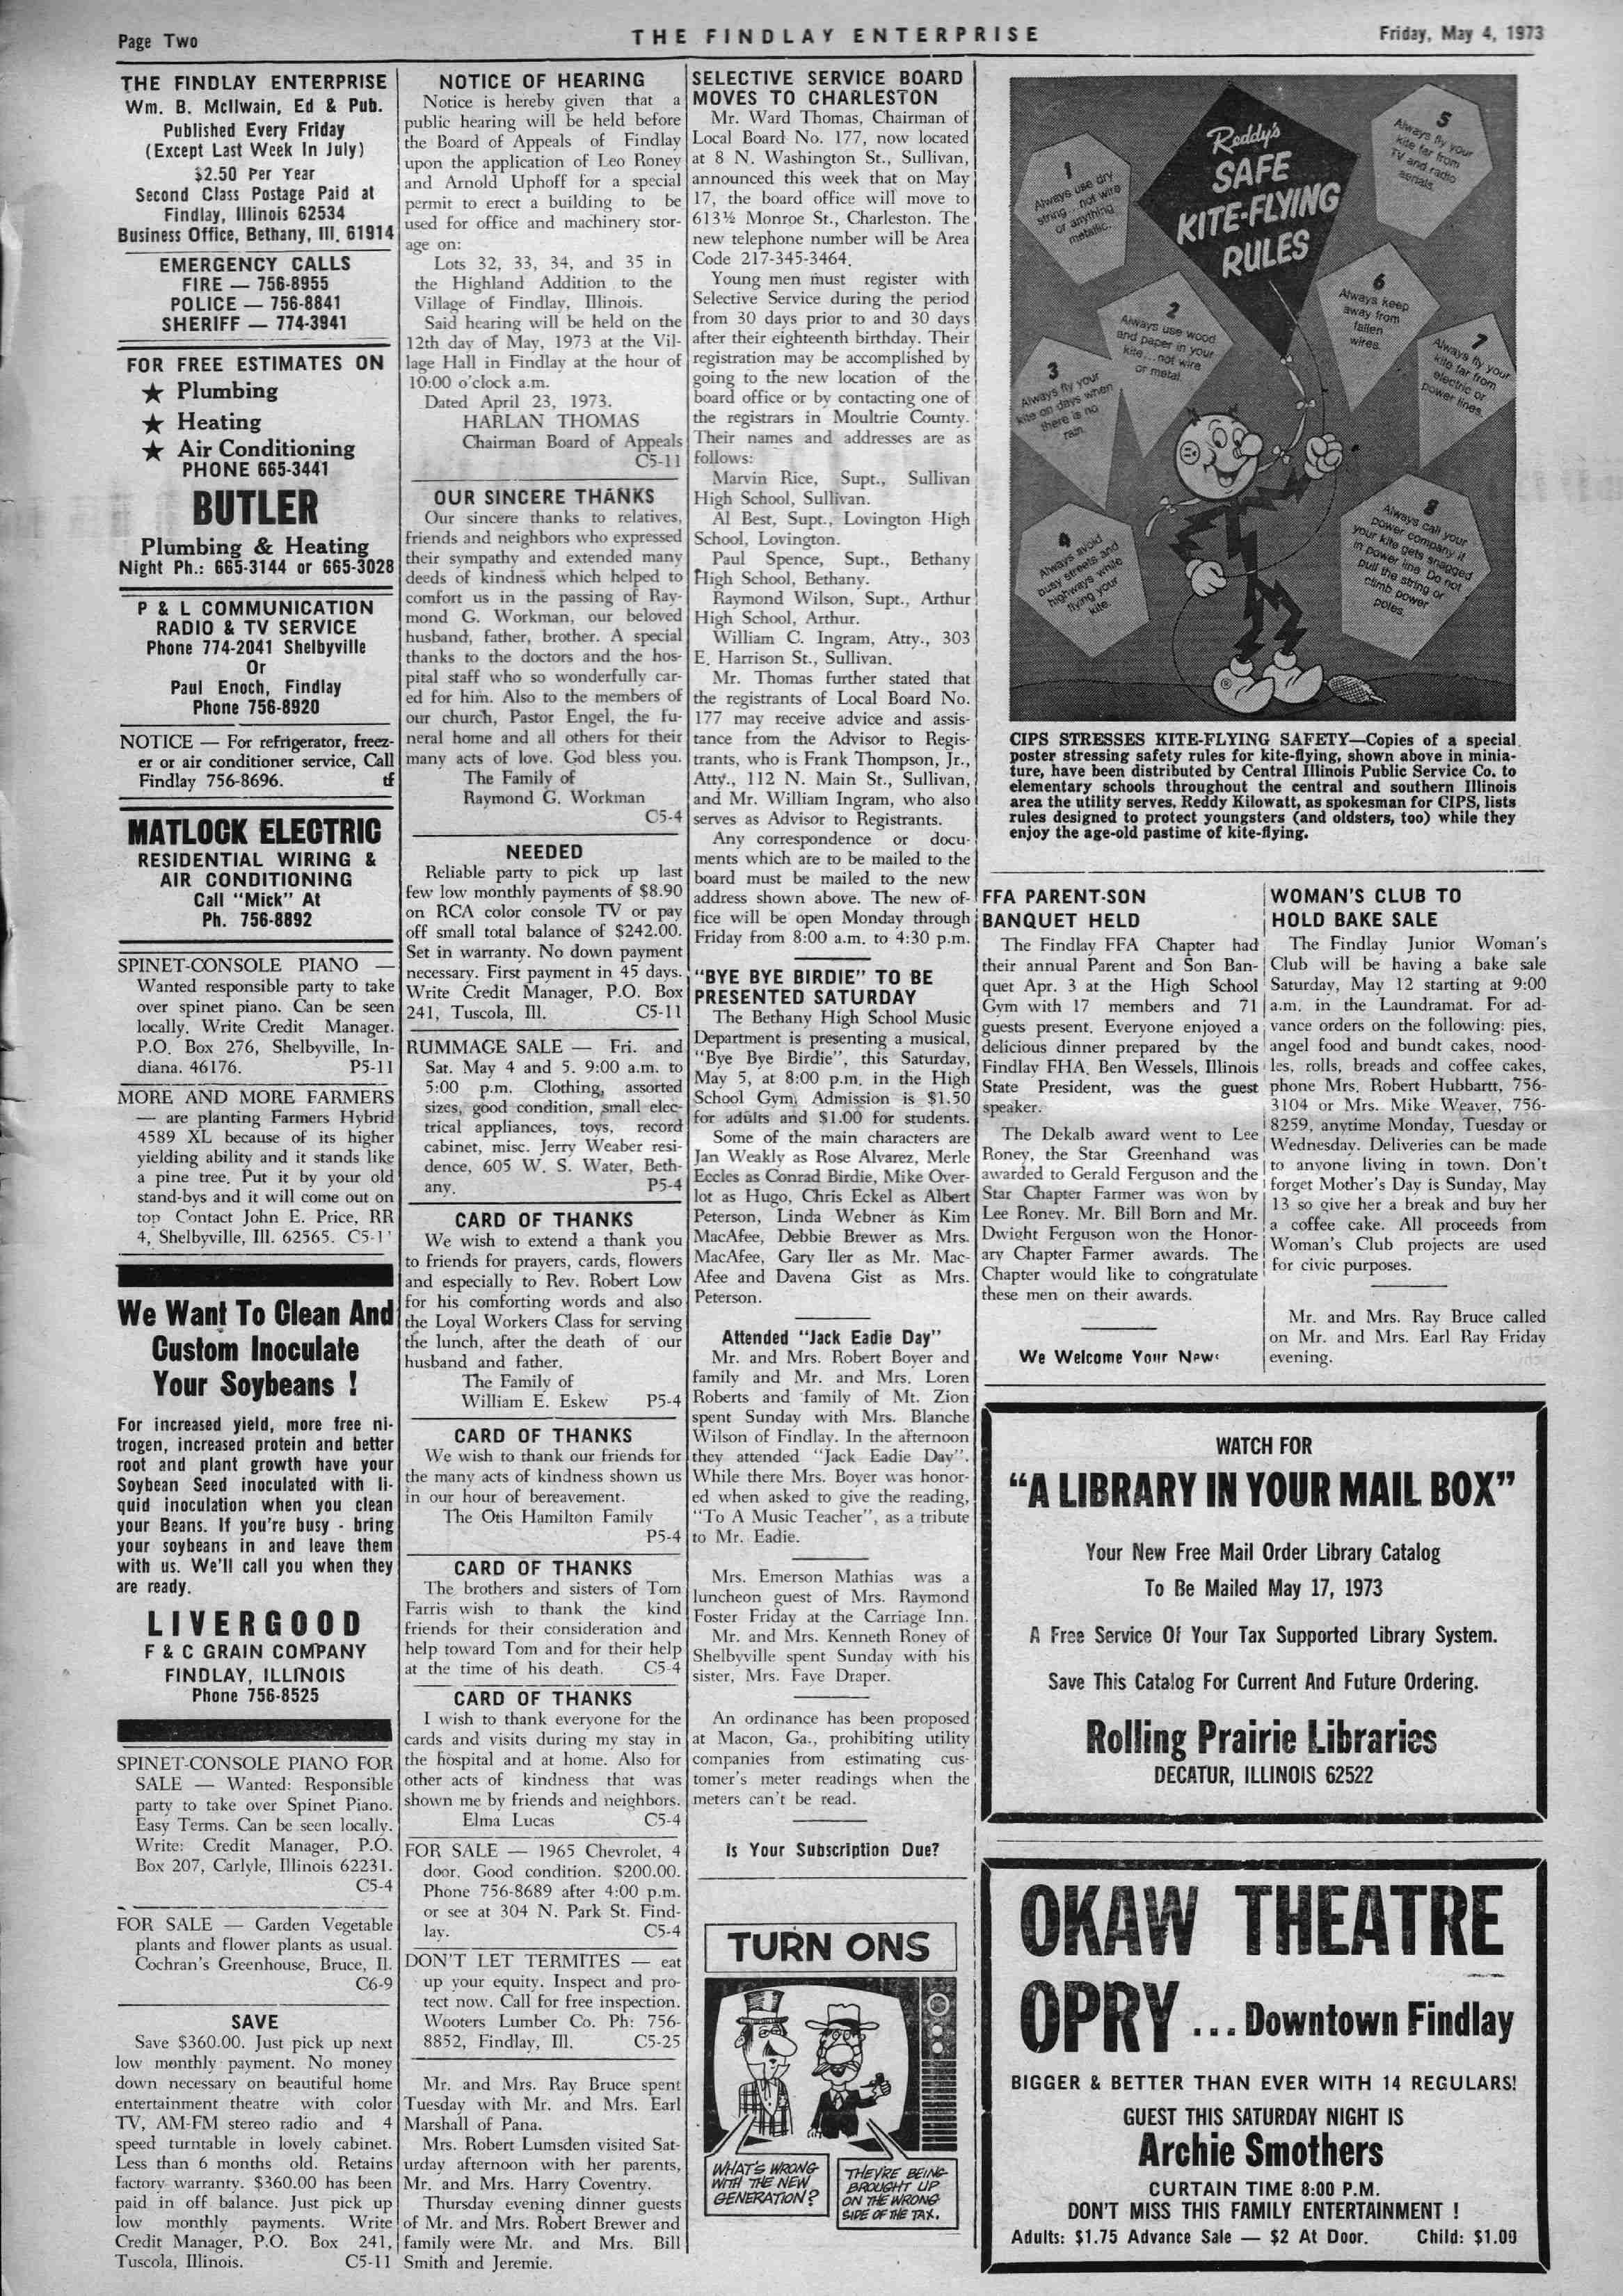 Page Two
THE FINDLAY ENTERPRISE
Friday, May 4, 1973
THE FINDLAY ENTERPRISE
Wm. B. McIlwain, Ed & Pub.
Published Every Friday
(Except Last Week In July)
$2.50 Per Year
Second Class Postage Paid at
Findlay, Illinois 62534
Business Office, Bethany, Ill. 61914
EMERGENCY CALLS
FIRE — 756-8955
POLICE — 756-8841
SHERIFF — 774-3941
FOR FREE ESTIMATES ON
★ Plumbing
★ Heating
★ Air Conditioning
PHONE 665-3441
BUTLER
Plumbing & Heating
Night Ph.: 665-3144 or 665-3028
P & L COMMUNICATION
RADIO & TV SERVICE
Phone 774-2041 Shelbyville
Or
Paul Enoch, Findlay
Phone 756-8920
NOTICE — For refrigerator, freez-
er or air conditioner service, Call
Findlay 756-8696. tf
MATLOCK ELECTRIC
RESIDENTIAL WIRING &
AIR CONDITIONING
Call "Mick" At
Ph. 756-8892
SPINET-CONSOLE PIANO —
Wanted responsible party to take
over spinet piano. Can be seen
locally. Write Credit Manager.
P.O. Box 276, Shelbyville, In-
diana. 46176. P5-11
MORE AND MORE FARMERS
— are planting Farmers Hybrid
4589 XL because of its higher
yielding ability and it stands like
a pine tree. Put it by your old
stand-bys and it will come out on
top Contact John E. Price, RR
4, Shelbyville, Ill. 62565. C5-1
We Want To Clean And
Custom Inoculate
Your Soybeans !
For increased yield, more free ni-
trogen, increased protein and better
root and plant growth have your
Soybean Seed inoculated with li-
quid inoculation when you clean
your Beans. If you're busy - bring
your soybeans in and leave them
with us. We'll call you when they
are ready.
LIVERGOOD
F & C GRAIN COMPANY
FINDLAY, ILLINOIS
Phone 756-8525
SPINET-CONSOLE PIANO FOR
SALE — Wanted: Responsible
party to take over Spinet Piano.
Easy Terms. Can be seen locally.
Write: Credit Manager, P.O.
Box 207, Carlyle, Illinois 62231.
C5-4
FOR SALE — Garden Vegetable
plants and flower plants as usual.
Cochran's Greenhouse, Bruce, Il.
C6-9
SAVE
Save $360.00. Just pick up next
low monthly payment. No money
down necessary on beautiful home
entertainment theatre with color
TV, AM-FM stereo radio and 4
speed turntable in lovely cabinet.
Less than 6 months old. Retains
factory warranty. $360.00 has been
paid in off balance. Just pick up
low monthly payments. Write
Credit Manager, P.O. Box 241,
Tuscola, Illinois. C5-11
NOTICE OF HEARING
Notice is hereby given that a
public hearing will be held before
the Board of Appeals of Findlay
upon the application of Leo Roney
and Arnold Uphoff for a special
permit to erect a building to be
used for office and machinery stor-
age on:
Lots 32, 33, 34, and 35 in
the Highland Addition to the
Village of Findlay, Illinois.
Said hearing will be held on the
12th day of May, 1973 at the Vil-
lage Hall in Findlay at the hour of
10:00 o'clock a.m.
Dated April 23, 1973.
HARLAN THOMAS
Chairman Board of Appeals
C5-11
OUR SINCERE THANKS
Our sincere thanks to relatives,
friends and neighbors who expressed
their sympathy and extended many
deeds of kindness which helped to
comfort us in the passing of Ray-
mond G. Workman, our beloved
husband, father, brother. A special
thanks to the doctors and the hos-
pital staff who so wonderfully car-
ed for him. Also to the members of
our church, Pastor Engel, the fu-
neral home and all others for their
many acts of love. God bless you.
The Family of
Raymond G. Workman
C5-4
NEEDED
Reliable party to pick up last
few low monthly payments of $8.90
on RCA color console TV or pay
off small total balance of $242.00.
Set in warranty. No down payment
necessary. First payment in 45 days.
Write Credit Manager, P.O. Box
241, Tuscola, Ill. C5-11
RUMMAGE SALE — Fri. and
Sat. May 4 and 5. 9:00 a.m. to
5:00 p.m. Clothing, assorted
sizes, good condition, small elec-
trical appliances, toys, record
cabinet, misc. Jerry Weaber resi-
dence, 605 W. S. Water, Beth-
any. P5-4
CARD OF THANKS
We wish to extend a thank you
to friends for prayers, cards, flowers
and especially to Rev. Robert Low
for his comforting words and also
the Loyal Workers Class for serving
the lunch, after the death of our
husband and father.
The Family of
William E. Eskew P5-4
CARD OF THANKS
We wish to thank our friends for
the many acts of kindness shown us
in our hour of bereavement.
The Otis Hamilton Family
P5-4
CARD OF THANKS
The brothers and sisters of Tom
Farris wish to thank the kind
friends for their consideration and
help toward Tom and for their help
at the time of his death. C5-4
CARD OF THANKS
I wish to thank everyone for the
cards and visits during my stay in
the hospital and at home. Also for
other acts of kindness that was
shown me by friends and neighbors.
Elma Lucas C5-4
FOR SALE — 1965 Chevrolet, 4
door. Good condition. $200.00.
Phone 756-8689 after 4:00 p.m.
or see at 304 N. Park St. Find-
lay. C5-4
DON'T LET TERMITES — eat
up your equity. Inspect and pro-
tect now. Call for free inspection.
Wooters Lumber Co. Ph: 756-
8852, Findlay, Ill. C5-25
Mr. and Mrs. Ray Bruce spent
Tuesday with Mr. and Mrs. Earl
Marshall of Pana.
Mrs. Robert Lumsden visited Sat-
urday afternoon with her parents,
Mr. and Mrs. Harry Coventry.
Thursday evening dinner guests
of Mr. and Mrs. Robert Brewer and
family were Mr. and Mrs. Bill
Smith and Jeremie.
SELECTIVE SERVICE BOARD
MOVES TO CHARLESTON
Mr. Ward Thomas, Chairman of
Local Board No. 177, now located
at 8 N. Washington St., Sullivan,
announced this week that on May
17, the board office will move to
613½ Monroe St., Charleston. The
new telephone number will be Area
Code 217-345-3464.
Young men must register with
Selective Service during the period
from 30 days prior to and 30 days
after their eighteenth birthday. Their
registration may be accomplished by
going to the new location of the
board office or by contacting one of
the registrars in Moultrie County.
Their names and addresses are as
follows:
Marvin Rice, Supt., Sullivan
High School, Sullivan.
Al Best, Supt., Lovington High
School, Lovington.
Paul Spence, Supt., Bethany
High School, Bethany.
Raymond Wilson, Supt., Arthur
High School, Arthur.
William C. Ingram, Atty., 303
E. Harrison St., Sullivan.
Mr. Thomas further stated that
the registrants of Local Board No.
177 may receive advice and assis-
tance from the Advisor to Regis-
trants, who is Frank Thompson, Jr.,
Atty., 112 N. Main St., Sullivan,
and Mr. William Ingram, who also
serves as Advisor to Registrants.
Any correspondence or docu-
ments which are to be mailed to the
board must be mailed to the new
address shown above. The new of-
fice will be open Monday through
Friday from 8:00 a.m. to 4:30 p.m.
"BYE BYE BIRDIE" TO BE
PRESENTED SATURDAY
The Bethany High School Music
Department is presenting a musical,
"Bye Bye Birdie", this Saturday,
May 5, at 8:00 p.m. in the High
School Gym. Admission is $1.50
for adults and $1.00 for students.
Some of the main characters are
Jan Weakly as Rose Alvarez, Merle
Eccles as Conrad Birdie, Mike Over-
lot as Hugo, Chris Eckel as Albert
Peterson, Linda Webner as Kim
MacAfee, Debbie Brewer as Mrs.
MacAfee, Gary Iler as Mr. Mac-
Afee and Davena Gist as Mrs.
Peterson.
Attended "Jack Eadie Day"
Mr. and Mrs. Robert Boyer and
family and Mr. and Mrs. Loren
Roberts and family of Mt. Zion
spent Sunday with Mrs. Blanche
Wilson of Findlay. In the afternoon
they attended "Jack Eadie Day".
While there Mrs. Boyer was honor-
ed when asked to give the reading,
"To A Music Teacher", as a tribute
to Mr. Eadie.
Mrs. Emerson Mathias was a
luncheon guest of Mrs. Raymond
Foster Friday at the Carriage Inn.
Mr. and Mrs. Kenneth Roney of
Shelbyville spent Sunday with his
sister, Mrs. Faye Draper.
An ordinance has been proposed
at Macon, Ga., prohibiting utility
companies from estimating cus-
tomer's meter readings when the
meters can't be read.
Is Your Subscription Due?
TURN ONS
WHAT'S WRONG
WITH THE NEW
GENERATION?
THEY'RE BEING
BROUGHT UP
ON THE WRONG
SIDE OF THE TAX.
Reddy's
SAFE
KITE-FLYING
RULES
1
Always use dry
string...not wire
or anything
metallic.
2
Always use wood
and paper in your
kite...not wire
or metal.
3
Always fly your
kite on days when
there is no
rain.
4
Always avoid
busy streets and
highways while
flying your
kite.
5
Always fly your
kite far from
TV and radio
aerials.
6
Always keep
away from
fallen
wires.
7
Always fly your
kite far from
electric or
power lines.
8
Always call your
power company if
your kite gets snagged
in power line. Do not
pull the string or
climb power
poles.
CIPS STRESSES KITE-FLYING SAFETY—Copies of a special
poster stressing safety rules for kite-flying, shown above in minia-
ture, have been distributed by Central Illinois Public Service Co. to
elementary schools throughout the central and southern Illinois
area the utility serves. Reddy Kilowatt, as spokesman for CIPS, lists
rules designed to protect youngsters (and oldsters, too) while they
enjoy the age-old pastime of kite-flying.
FFA PARENT-SON
BANQUET HELD
The Findlay FFA Chapter had
their annual Parent and Son Ban-
quet Apr. 3 at the High School
Gym with 17 members and 71
guests present. Everyone enjoyed a
delicious dinner prepared by the
Findlay FHA. Ben Wessels, Illinois
State President, was the guest
speaker.
The Dekalb award went to Lee
Roney, the Star Greenhand was
awarded to Gerald Ferguson and the
Star Chapter Farmer was won by
Lee Roney. Mr. Bill Born and Mr.
Dwight Ferguson won the Honor-
ary Chapter Farmer awards. The
Chapter would like to congratulate
these men on their awards.
We Welcome Your News
WOMAN'S CLUB TO
HOLD BAKE SALE
The Findlay Junior Woman's
Club will be having a bake sale
Saturday, May 12 starting at 9:00
a.m. in the Laundramat. For ad-
vance orders on the following: pies,
angel food and bundt cakes, nood-
les, rolls, breads and coffee cakes,
phone Mrs. Robert Hubbartt, 756-
3104 or Mrs. Mike Weaver, 756-
8259, anytime Monday, Tuesday or
Wednesday. Deliveries can be made
to anyone living in town. Don't
forget Mother's Day is Sunday, May
13 so give her a break and buy her
a coffee cake. All proceeds from
Woman's Club projects are used
for civic purposes.
Mr. and Mrs. Ray Bruce called
on Mr. and Mrs. Earl Ray Friday
evening.
WATCH FOR
"A LIBRARY IN YOUR MAIL BOX"
Your New Free Mail Order Library Catalog
To Be Mailed May 17, 1973
A Free Service Of Your Tax Supported Library System.
Save This Catalog For Current And Future Ordering.
Rolling Prairie Libraries
DECATUR, ILLINOIS 62522
OKAW THEATRE
OPRY ... Downtown Findlay
BIGGER & BETTER THAN EVER WITH 14 REGULARS!
GUEST THIS SATURDAY NIGHT IS
Archie Smothers
CURTAIN TIME 8:00 P.M.
DON'T MISS THIS FAMILY ENTERTAINMENT !
Adults: $1.75 Advance Sale — $2 At Door. Child: $1.00